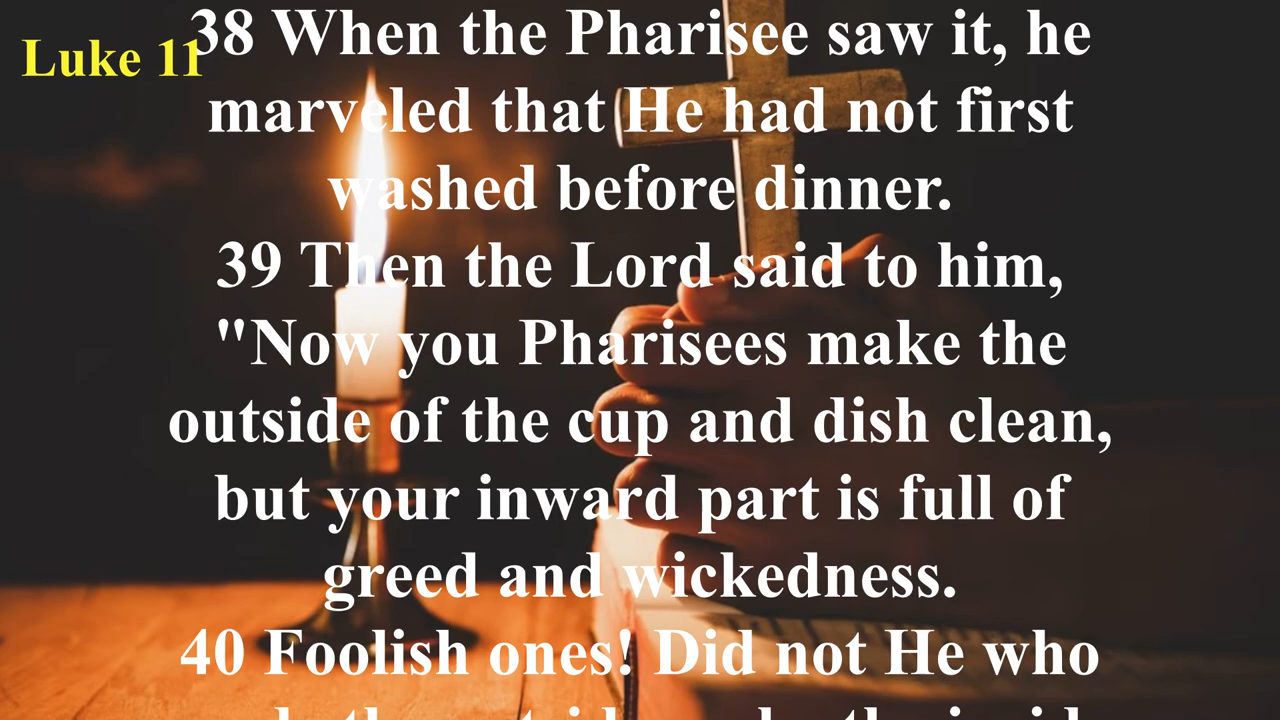 Luke 11
38 When the Pharisee saw it, he
marveled that He had not first
washed before dinner.
39 Then the Lord said to him,
"Now you Pharisees make the
outside of the cup and dish clean,
but your inward part is full of
greed and wickedness.
40 Foolish ones! Did not He who